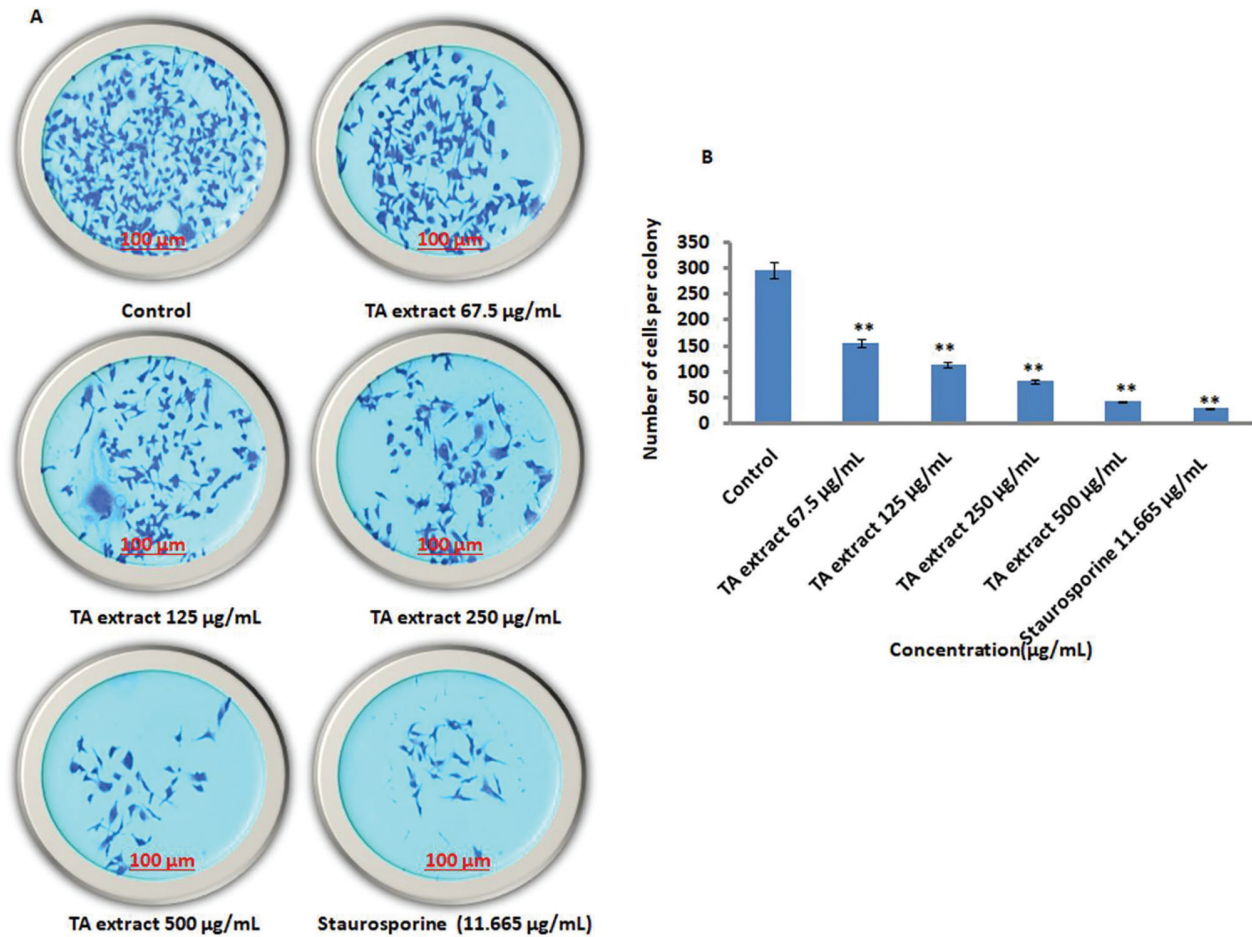 A
100 µm
100 µm
Control
TA extract 67.5 µg/mL
100 µm
100 µm
TA extract 125 µg/mL
TA extract 250 µg/mL
100 µm
100 µm
TA extract 500 µg/mL
Staurosporine (11.665 µg/mL)
B
Number of cells per colony
350
300
250
200
150
100
50
0
**
**
**
**
**
Control
TA extract 67.5 µg/mL
TA extract 125 µg/mL
TA extract 250 µg/mL
TA extract 500 µg/mL
Staurosporine 11.665 µg/mL
Concentration(µg/mL)